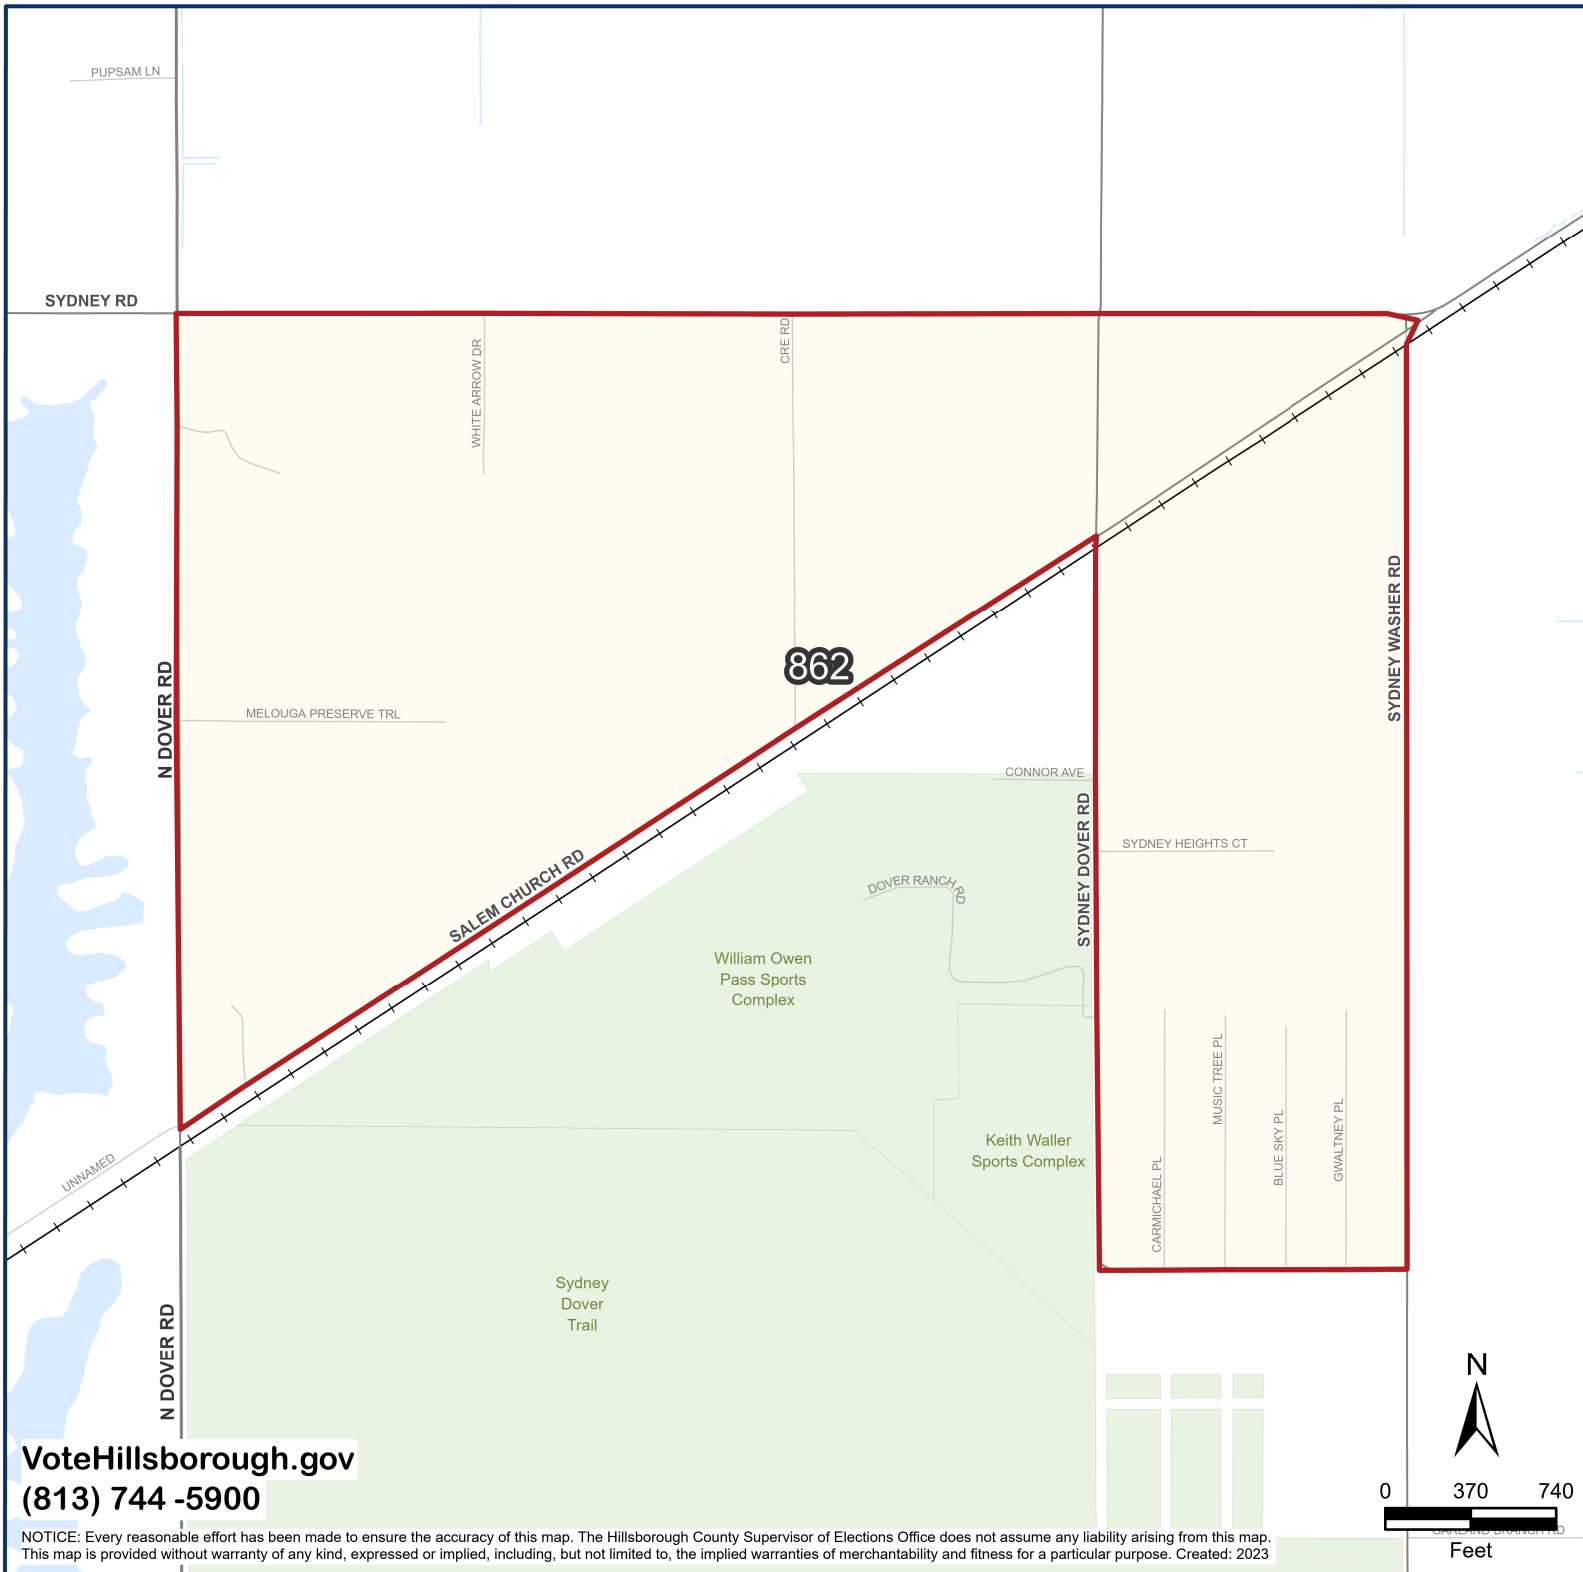 PUPSAM LN
SYDNEY RD
WHITE ARROW DR
CRE RD
SYDNEY WASHER RD
862
N DOVER RD
MELOUGA PRESERVE TRL
CONNOR AVE
SYDNEY DOVER RD
SYDNEY HEIGHTS CT
SALEM CHURCH RD
DOVER RANCH RD
William Owen
Pass Sports
Complex
MUSIC TREE PL
BLUE SKY PL
GWALTNEY PL
CARMICHAEL PL
Keith Waller
Sports Complex
UNNAMED
Sydney
Dover
Trail
N DOVER RD
N
VoteHillsborough.gov
(813) 744 -5900
0 370 740
GARLAND BRANCH RD
Feet
NOTICE: Every reasonable effort has been made to ensure the accuracy of this map. The Hillsborough County Supervisor of Elections Office does not assume any liability arising from this map.
This map is provided without warranty of any kind, expressed or implied, including, but not limited to, the implied warranties of merchantability and fitness for a particular purpose. Created: 2023